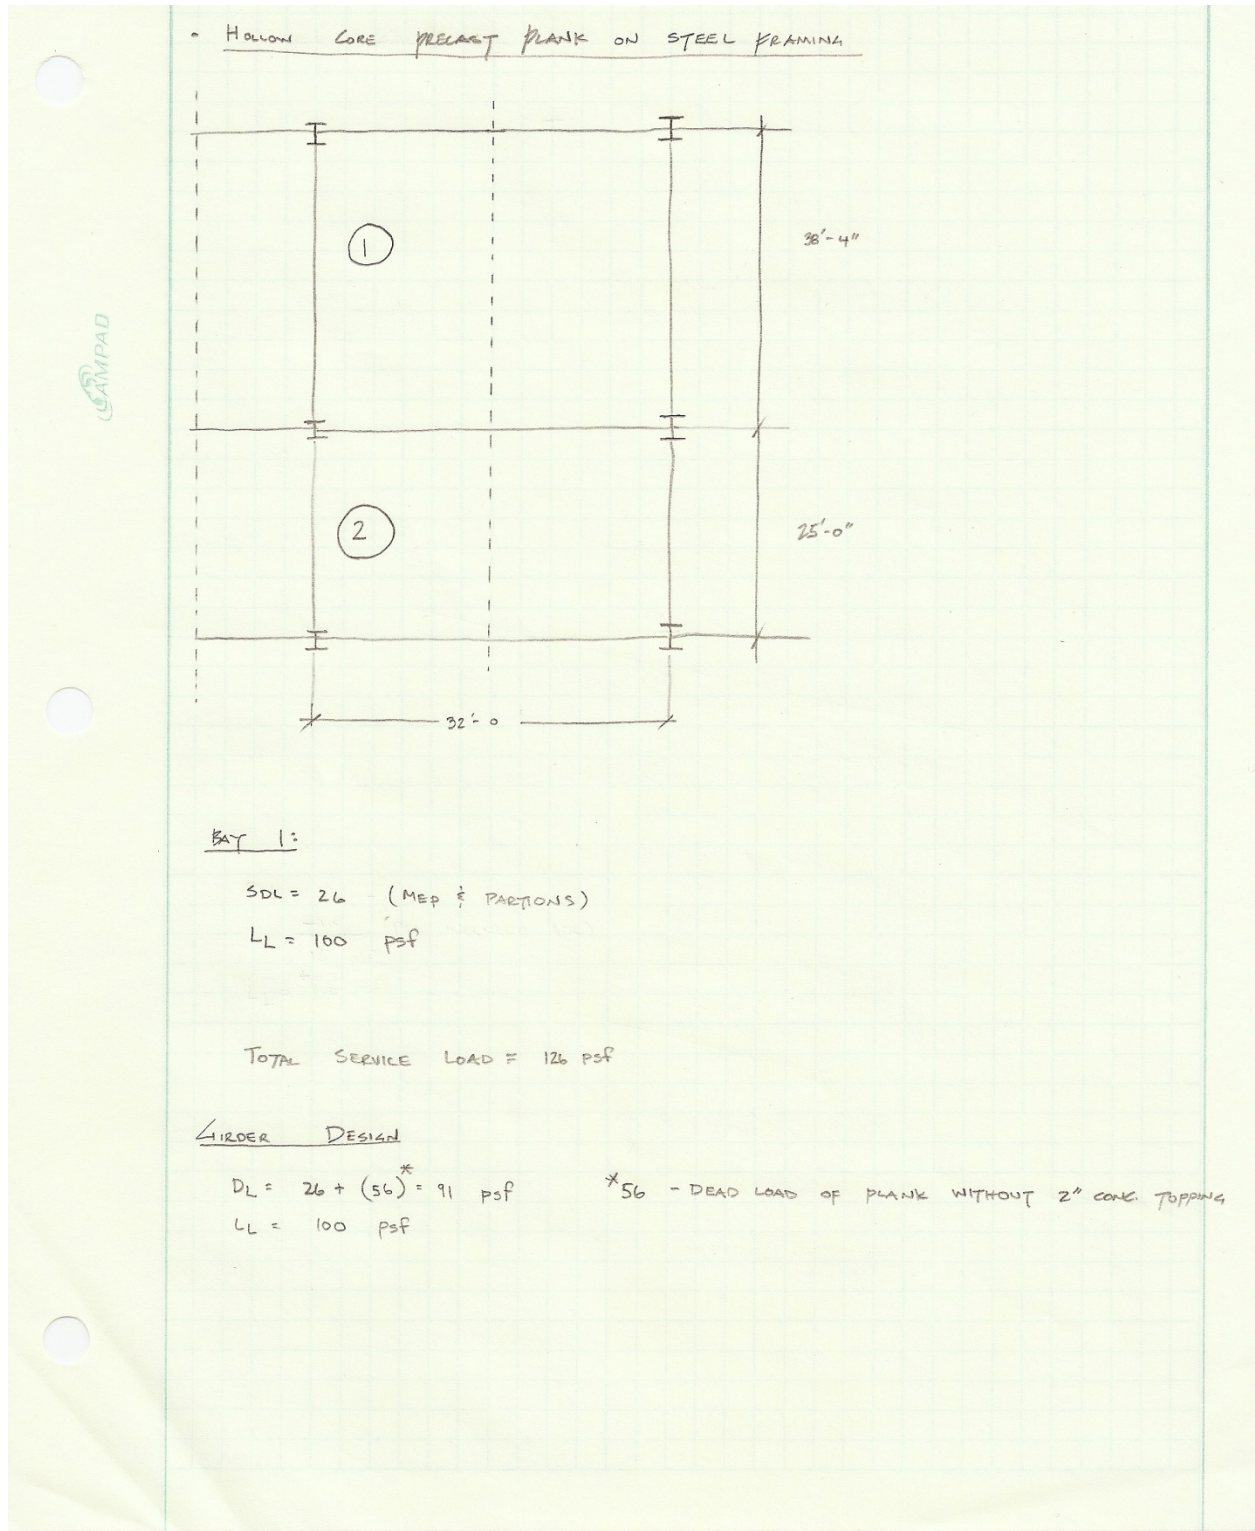 • HOLLOW CORE PRECAST PLANK ON STEEL FRAMING
1
38'-4"
AMPAD
2
25'-0"
32'-0
BAY 1:
SDL = 26 (MEP & PARTIONS)
LL = 100 psf
TOTAL SERVICE LOAD = 126 psf
GIRDER DESIGN
DL = 26 + (56)* = 91 psf *56 - DEAD LOAD OF PLANK WITHOUT 2" CONC. TOPPING
LL = 100 psf